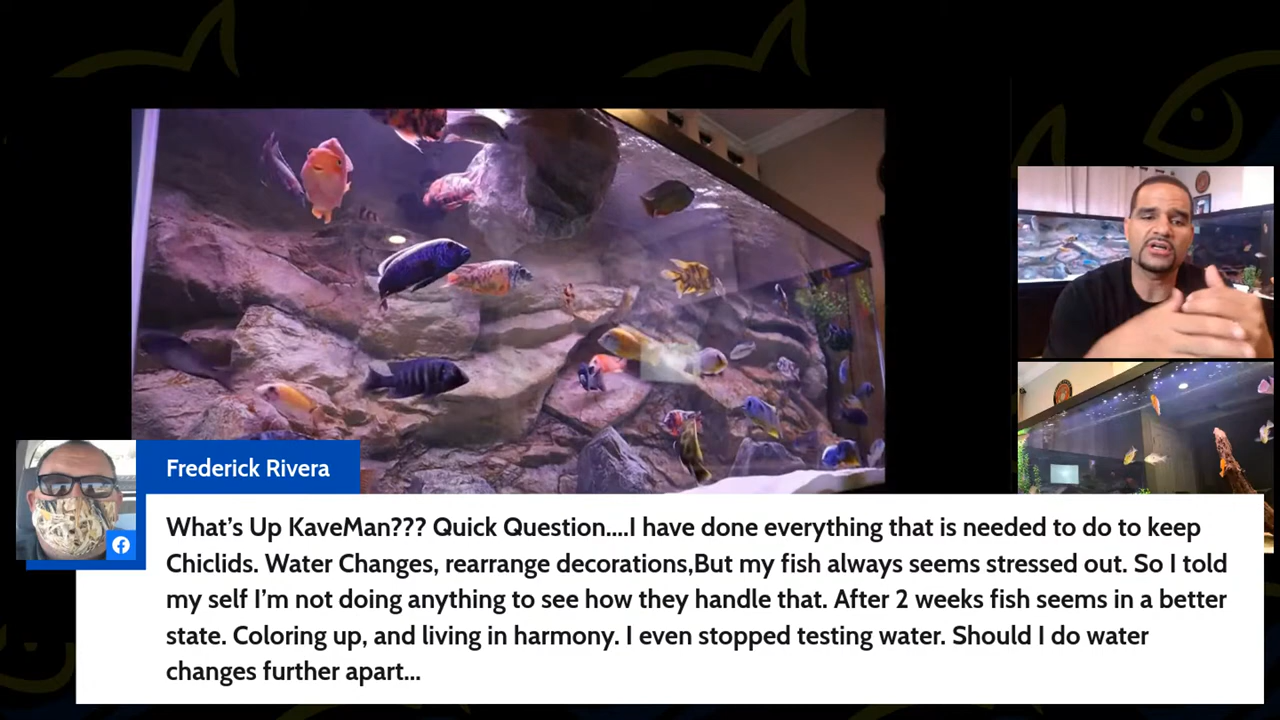 Frederick Rivera
What's Up KaveMan??? Quick Question....I have done everything that is needed to do to keep
Chiclids. Water Changes, rearrange decorations,But my fish always seems stressed out. So I told
my self I'm not doing anything to see how they handle that. After 2 weeks fish seems in a better
state. Coloring up, and living in harmony. I even stopped testing water. Should I do water
changes further apart...